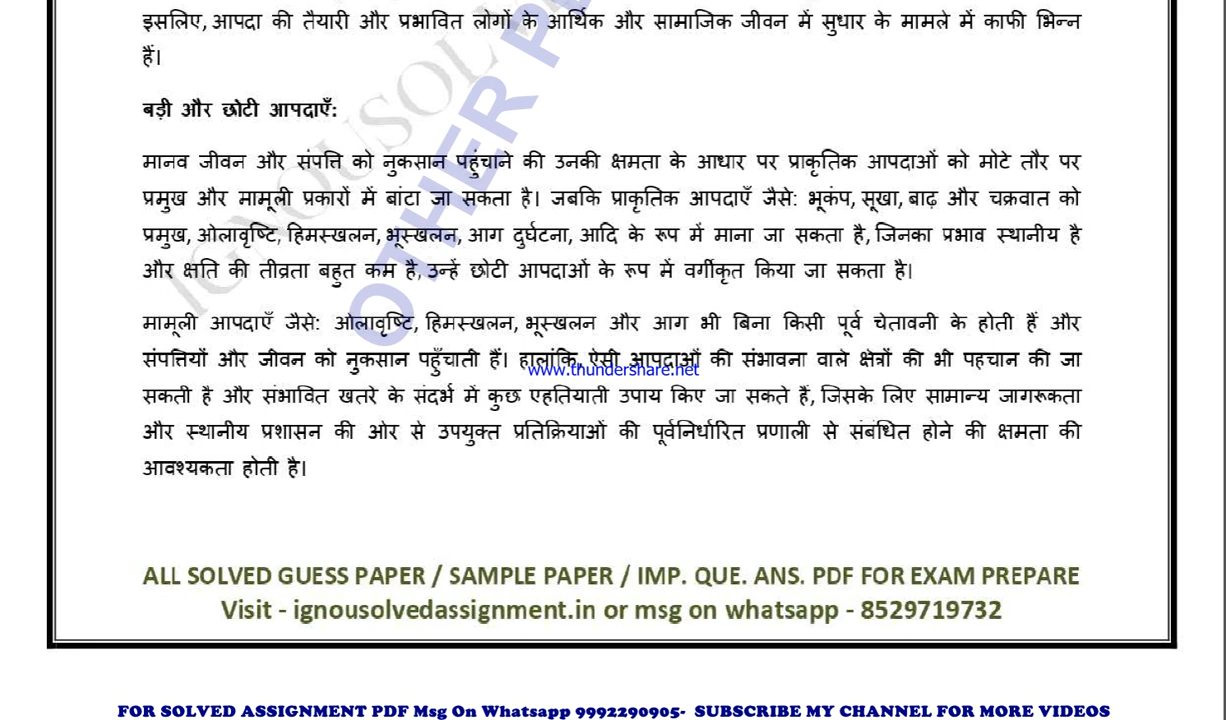 इसलिए, आपदा की तैयारी और प्रभावित लोगों के आर्थिक और सामाजिक जीवन में सुधार के मामले में काफी भिन्न
हैं।
बड़ी और छोटी आपदाएँ:
मानव जीवन और संपत्ति को नुकसान पहुंचाने की उनकी क्षमता के आधार पर प्राकृतिक आपदाओं को मोटे तौर पर
प्रमुख और मामूली प्रकारों में बांटा जा सकता है। जबकि प्राकृतिक आपदाएँ जैसे: भूकंप, सूखा, बाढ़ और चक्रवात को
प्रमुख, ओलावृष्टि, हिमस्खलन, भूस्खलन, आग दुर्घटना, आदि के रूप में माना जा सकता है, जिनका प्रभाव स्थानीय है
और क्षति की तीव्रता बहुत कम है, उन्हें छोटी आपदाओं के रूप में वर्गीकृत किया जा सकता है।
मामूली आपदाएँ जैसे: ओलावृष्टि, हिमस्खलन, भूस्खलन और आग भी बिना किसी पूर्व चेतावनी के होती हैं और
संपत्तियों और जीवन को नुकसान पहुँचाती हैं। हालांकि, ऐसी आपदाओं की संभावना वाले क्षेत्रों की भी पहचान की जा
www.thundershare.net
सकती है और संभावित खतरे के संदर्भ में कुछ एहतियाती उपाय किए जा सकते हैं, जिसके लिए सामान्य जागरूकता
और स्थानीय प्रशासन की ओर से उपयुक्त प्रतिक्रियाओं की पूर्वनिर्धारित प्रणाली से संबंधित होने की क्षमता की
आवश्यकता होती है।
IGNOUSOL
OTHER P
ALL SOLVED GUESS PAPER / SAMPLE PAPER / IMP. QUE. ANS. PDF FOR EXAM PREPARE
Visit - ignousolvedassignment.in or msg on whatsapp - 8529719732
FOR SOLVED ASSIGNMENT PDF Msg On Whatsapp 9992290905- SUBSCRIBE MY CHANNEL FOR MORE VIDEOS